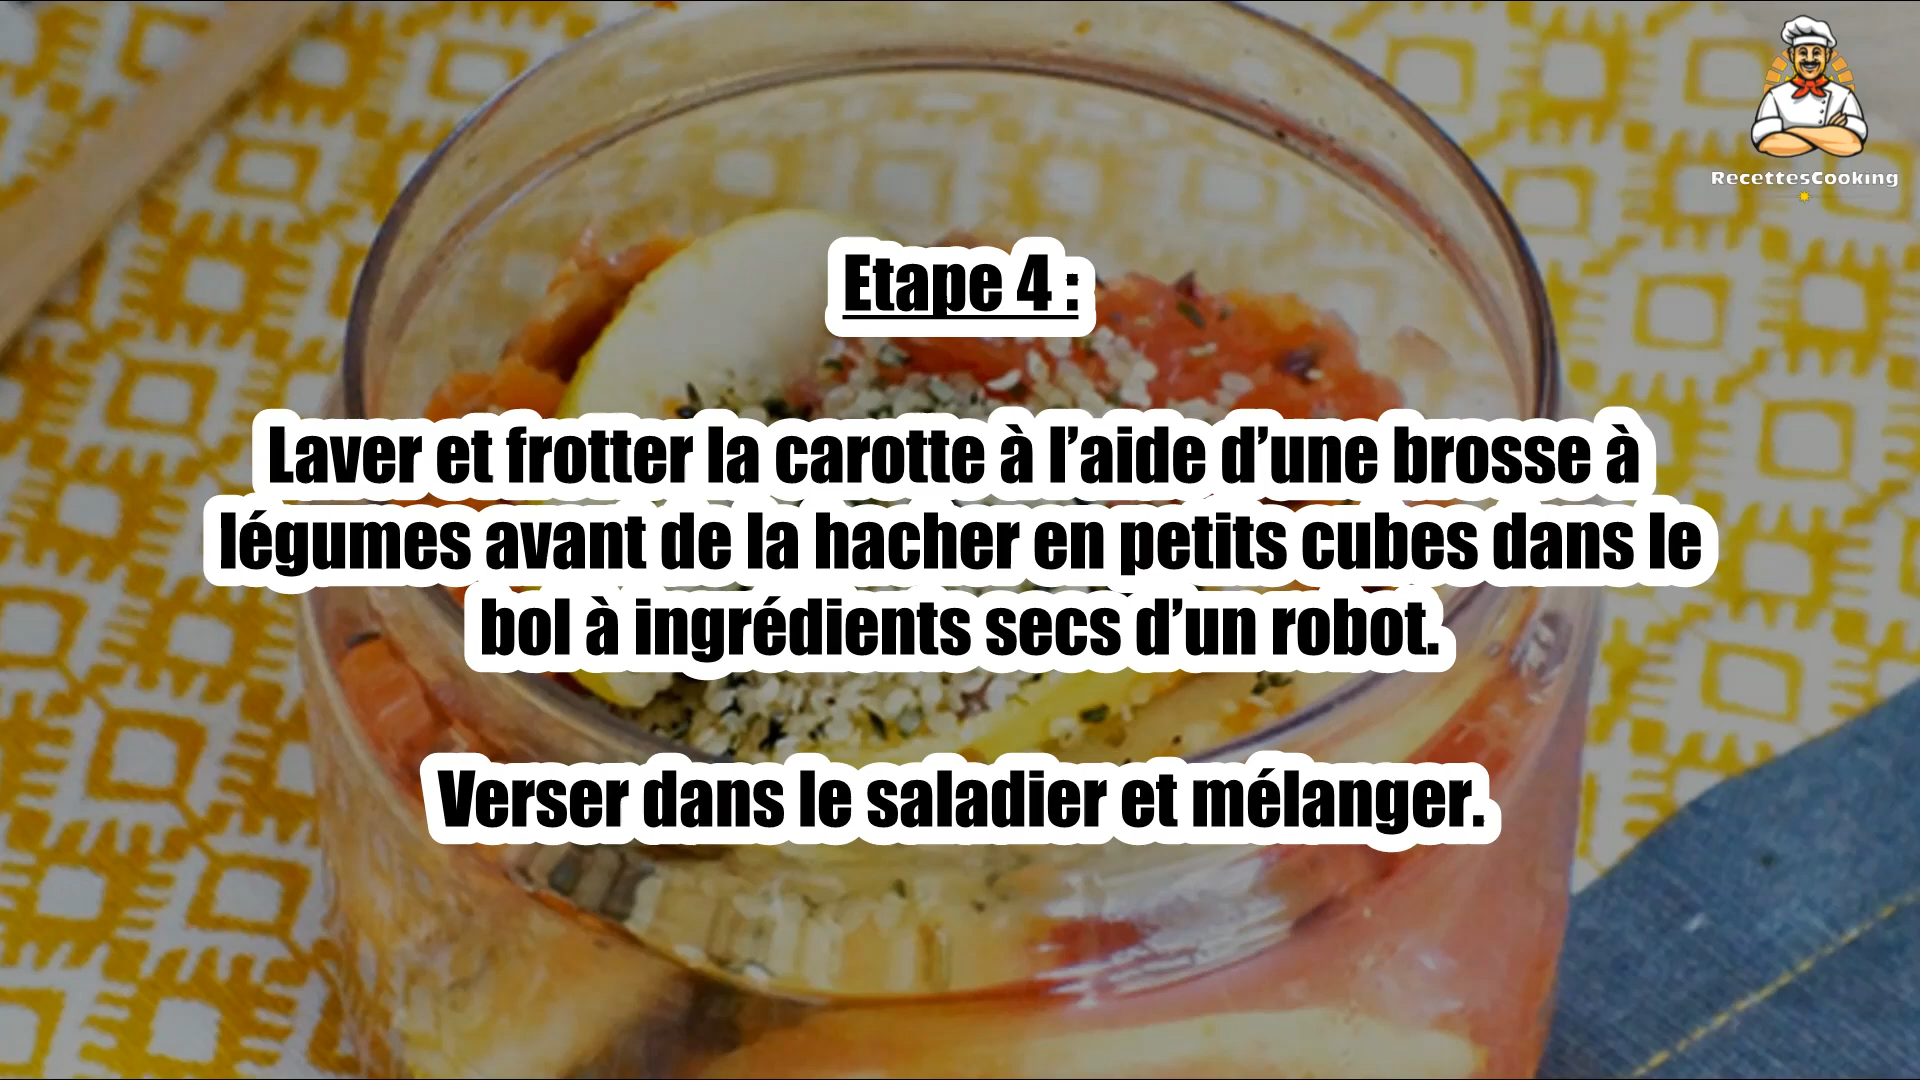 RecettesCooking
Etape 4 :
Laver et frotter la carotte à l’aide d’une brosse à
légumes avant de la hacher en petits cubes dans le
bol à ingrédients secs d’un robot.
Verser dans le saladier et mélanger.